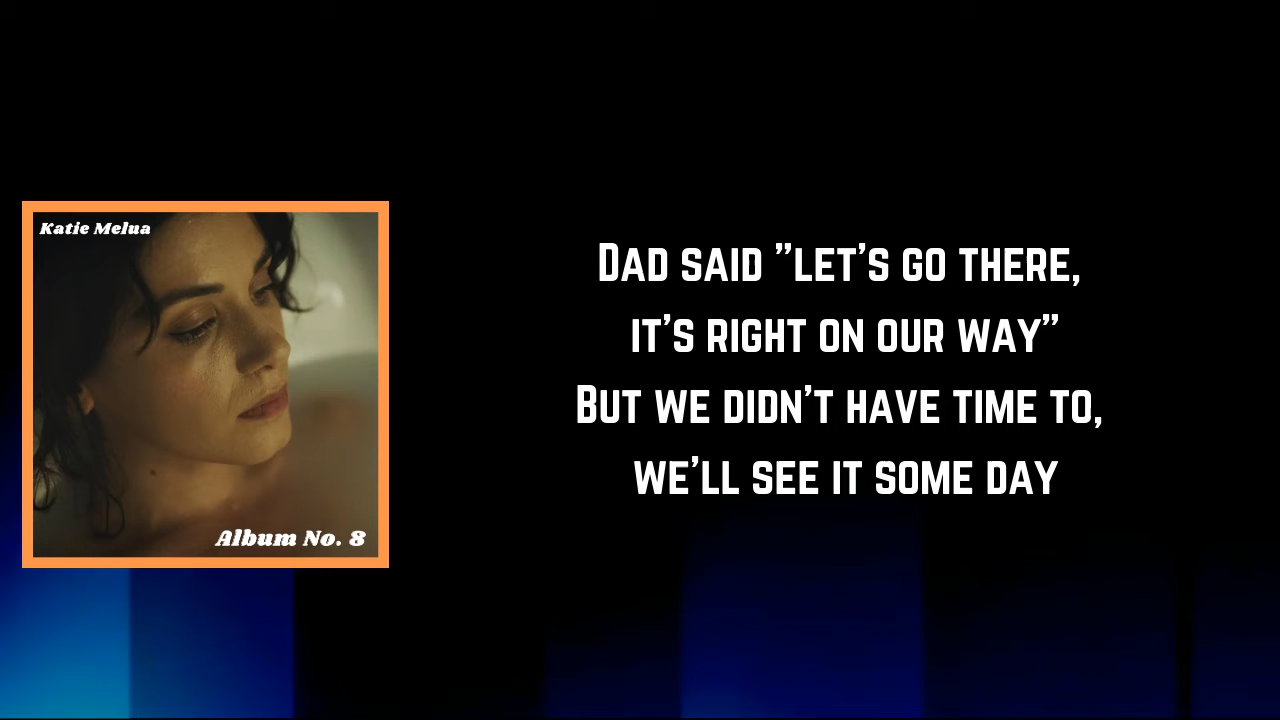 Katie Melua
Album No. 8
Dad said "let's go there,
it's right on our way"
But we didn't have time to,
we'll see it some day